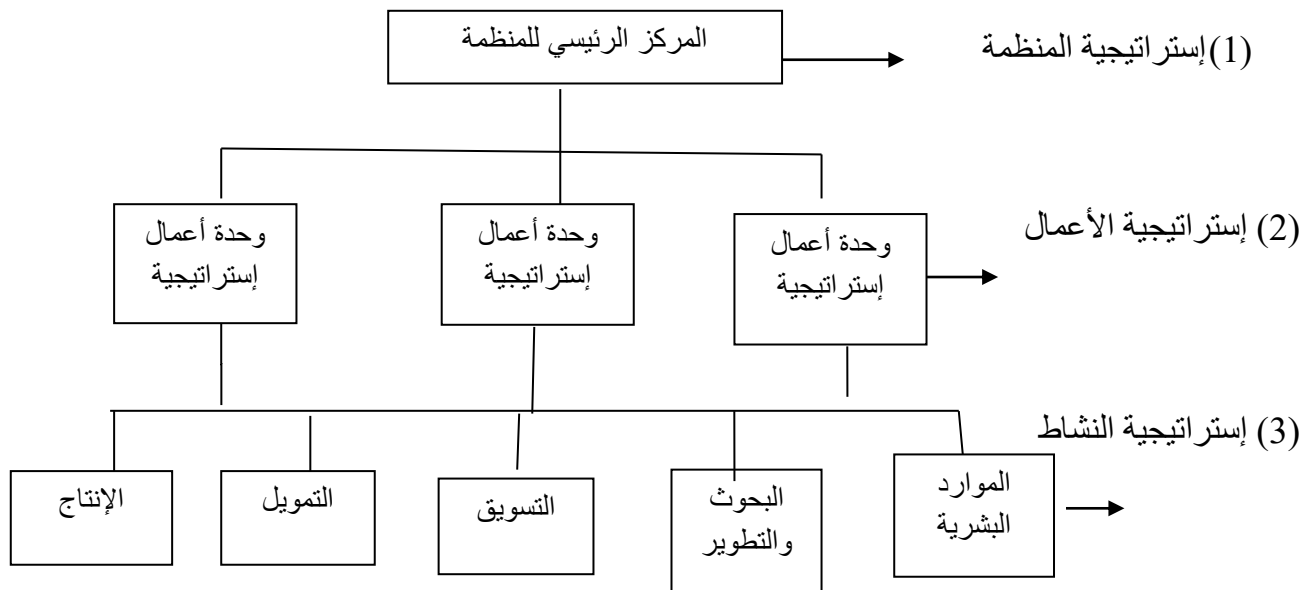 المركز الرئيسي للمنظمة
(1)إستراتيجية المنظمة
وحدة أعمال
إستراتيجية
وحدة أعمال
إستراتيجية
وحدة أعمال
إستراتيجية
(2) إستراتيجية الأعمال
(3) إستراتيجية النشاط
الموارد
البشرية
البحوث
والتطوير
التسويق
التمويل
الإنتاج